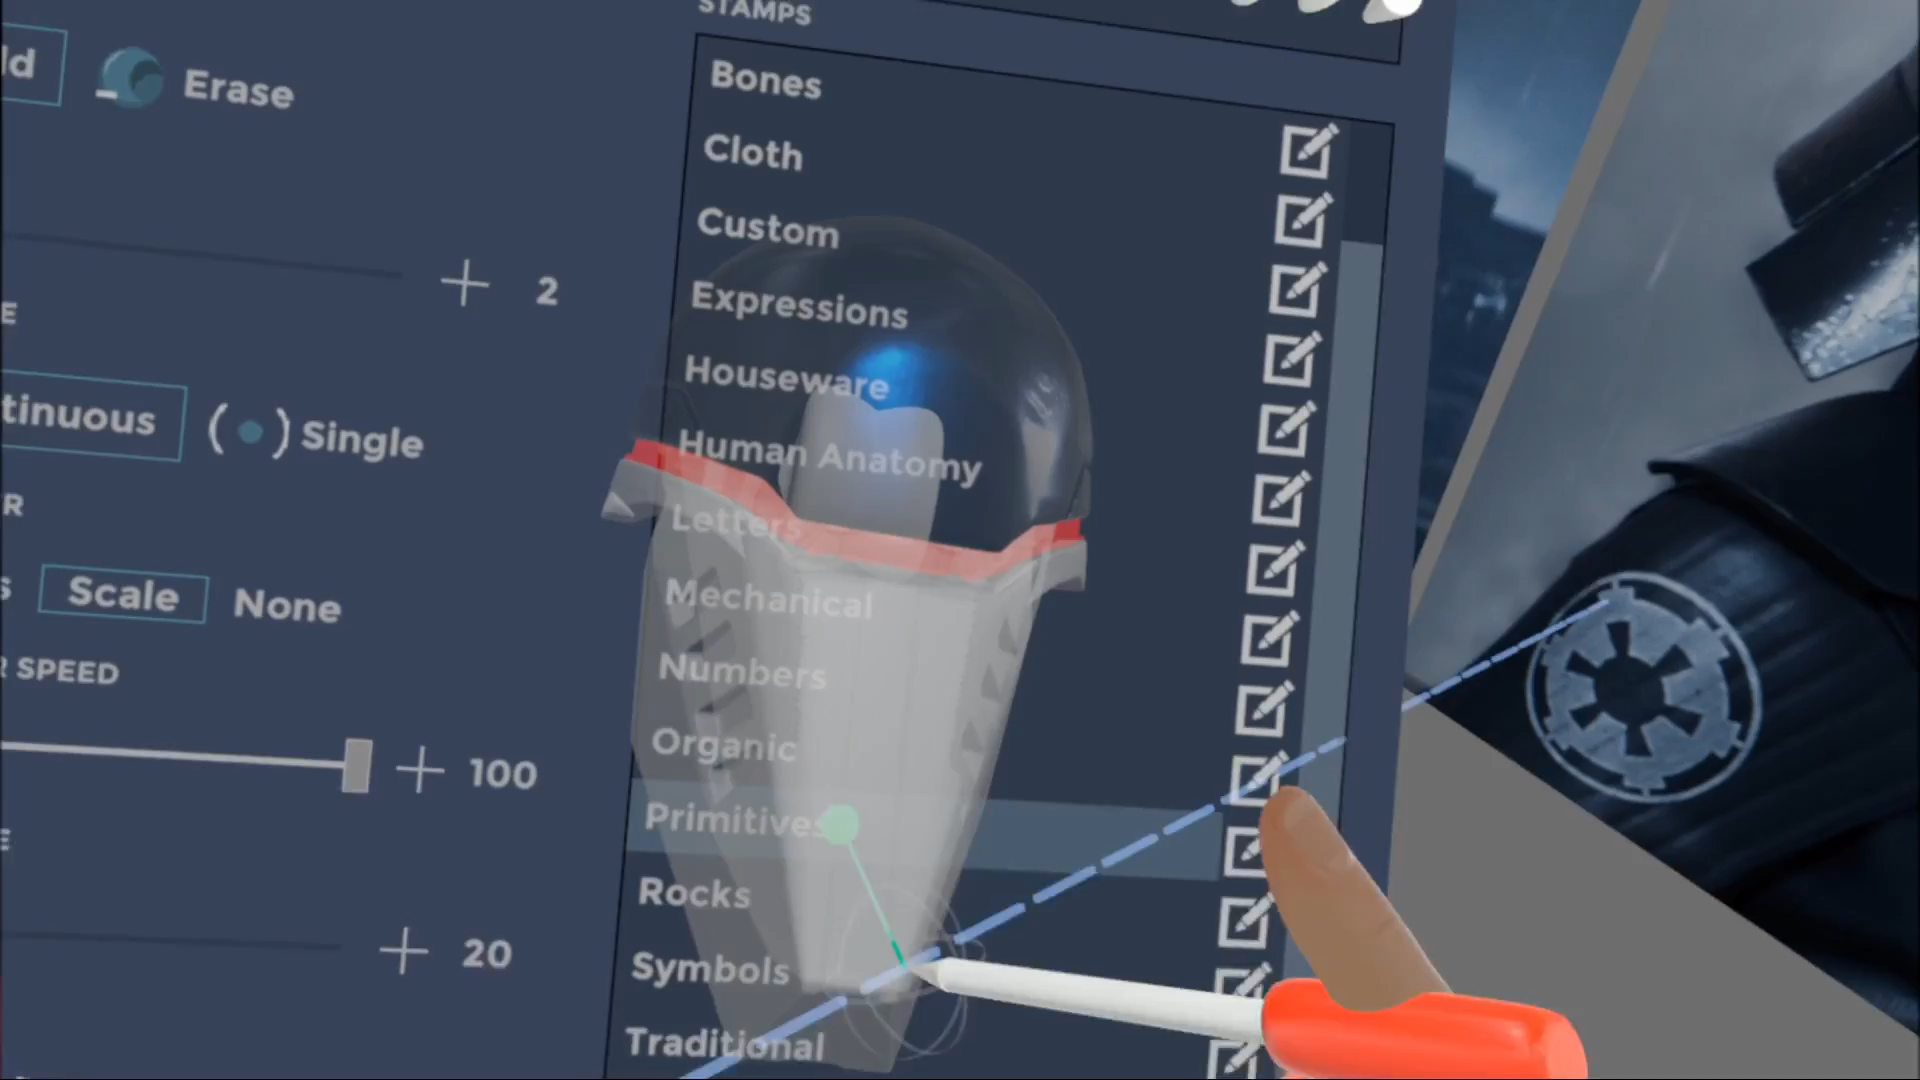 STAMPS
ld
Erase
Bones
Cloth
Custom
Expressions
2
E
Houseware
tinuous
Single
Human Anatomy
R
Letters
S
Scale
None
Mechanical
R SPEED
Numbers
Organic
100
Primitives
E
Rocks
20
Symbols
Traditional